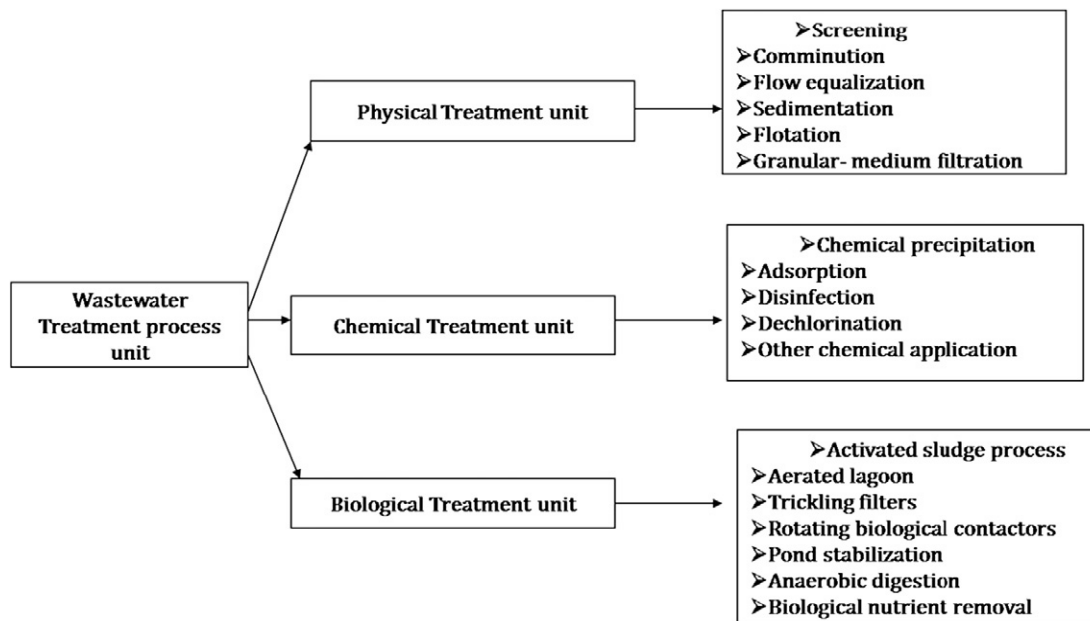 Wastewater
Treatment process
unit
Physical Treatment unit
➢Screening
➢Comminution
➢Flow equalization
➢Sedimentation
➢Flotation
➢Granular- medium filtration
Chemical Treatment unit
➢Chemical precipitation
➢Adsorption
➢Disinfection
➢Dechlorination
➢Other chemical application
Biological Treatment unit
➢Activated sludge process
➢Aerated lagoon
➢Trickling filters
➢Rotating biological contactors
➢Pond stabilization
➢Anaerobic digestion
➢Biological nutrient removal